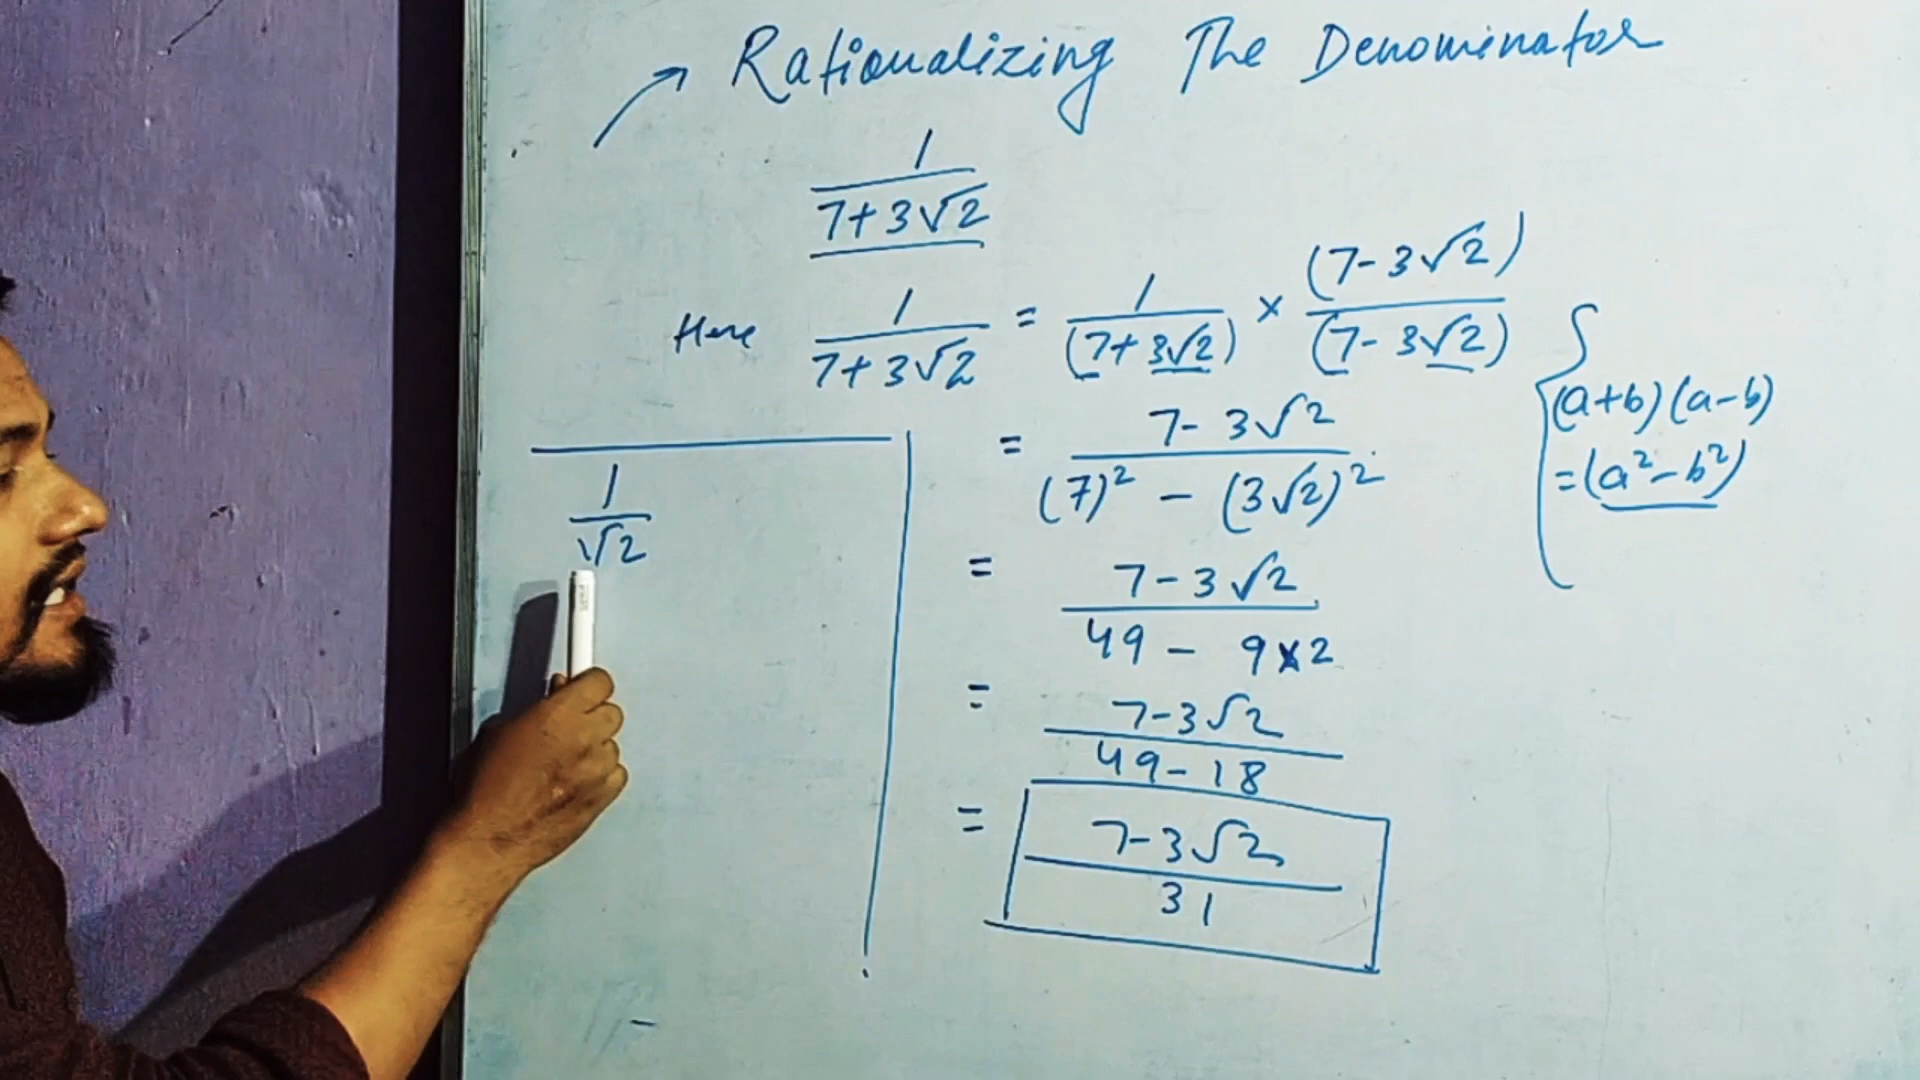 → Rationalizing The Denominator
1/(7+3√2)
Here 1/(7+3√2) = 1/(7+3√2) × (7-3√2)/(7-3√2)
{(a+b)(a-b)
=(a²-b²)
= (7-3√2)/((7)² - (3√2)²)
= (7-3√2)/(49 - 9×2)
= (7-3√2)/(49-18)
= (7-3√2)/31
1/√2